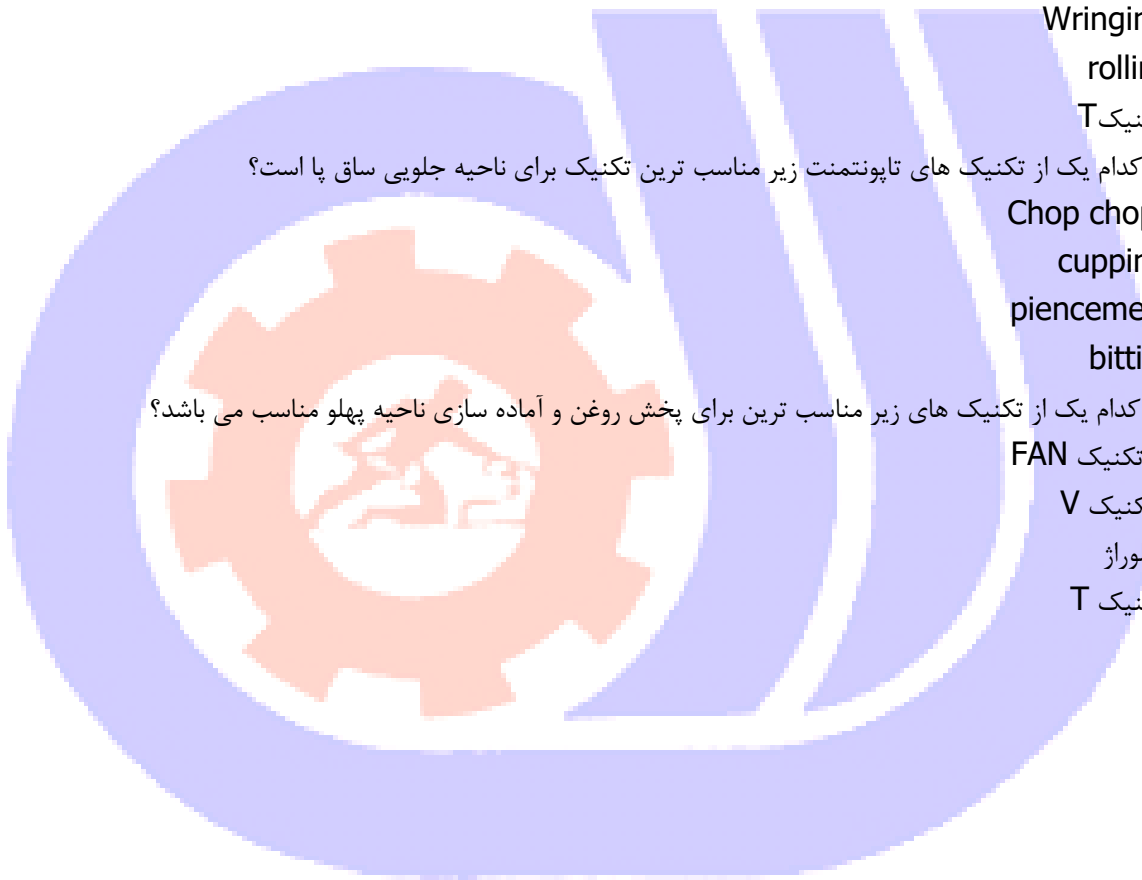 Wringin
rollin
نیکT
کدام یک از تکنیک های تاپونتمنت زیر مناسب ترین تکنیک برای ناحیه جلویی ساق پا است؟
Chop chop
cuppin
pienceme
bitti
کدام یک از تکنیک های زیر مناسب ترین برای پخش روغن و آماده سازی ناحیه پهلو مناسب می باشد؟
تکنیک FAN
کنیک V
وراژ
نیک T